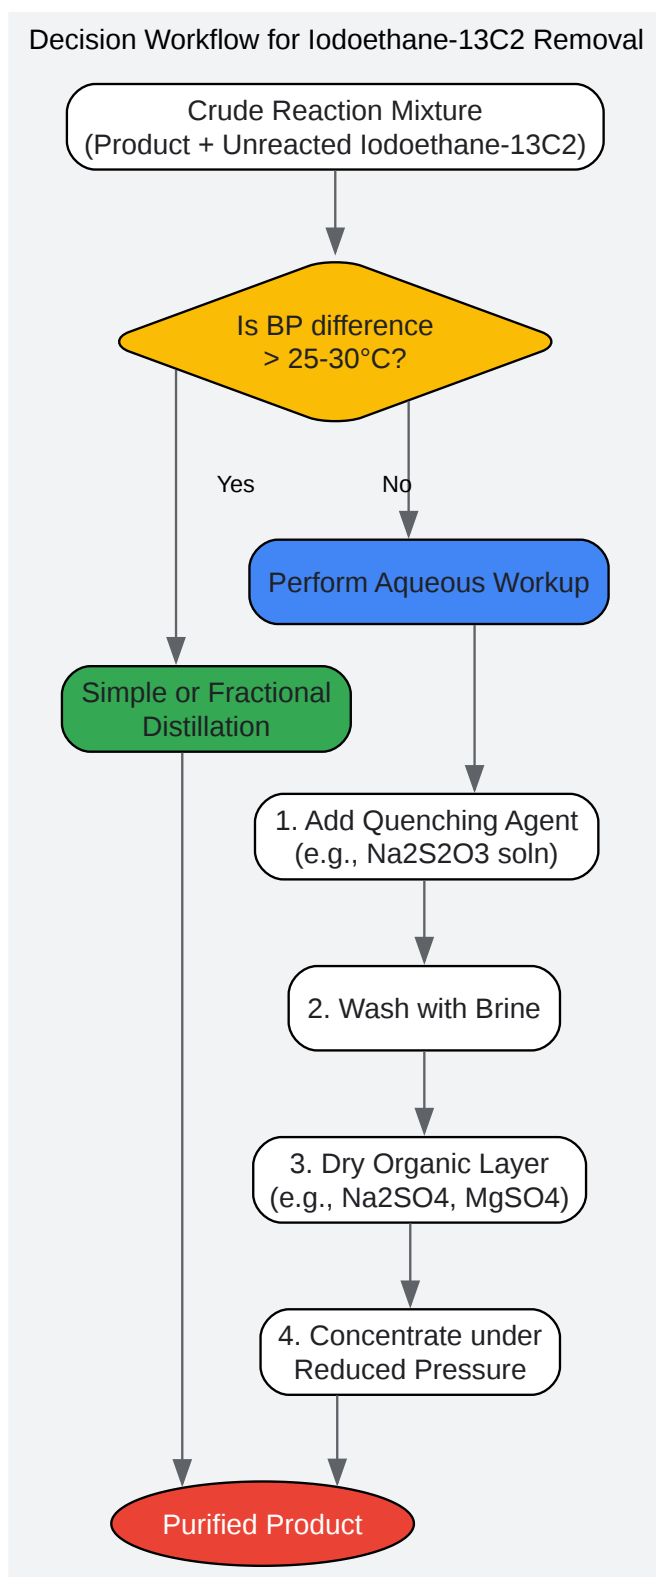 Decision Workflow for Iodoethane-13C2 Removal
Crude Reaction Mixture
(Product + Unreacted Iodoethane-13C2)
Is BP difference
> 25-30°C?
Yes
No
Perform Aqueous Workup
Simple or Fractional
Distillation
1. Add Quenching Agent
(e.g., Na2S2O3 soln)
2. Wash with Brine
3. Dry Organic Layer
(e.g., Na2SO4, MgSO4)
4. Concentrate under
Reduced Pressure
Purified Product